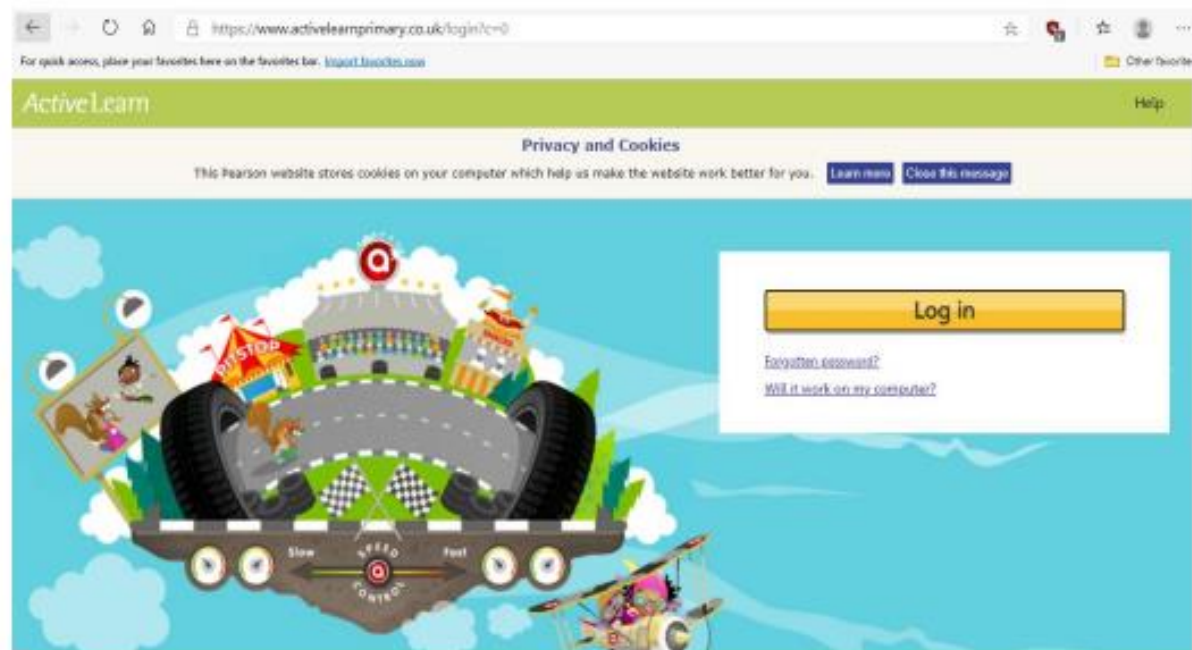 https://www.activelearnprimary.co.uk/login?c=0
For quick access, place your favorites here on the favorites bar. Import favorites now
Other favorite
ActiveLearn
Help
Privacy and Cookies
This Pearson website stores cookies on your computer which help us make the website work better for you. Learn more Close this message
a
PITSTOP
Log in
Forgotten password?
Will it work on my computer?
Slow
SPEED
Fast
a
CONTROL